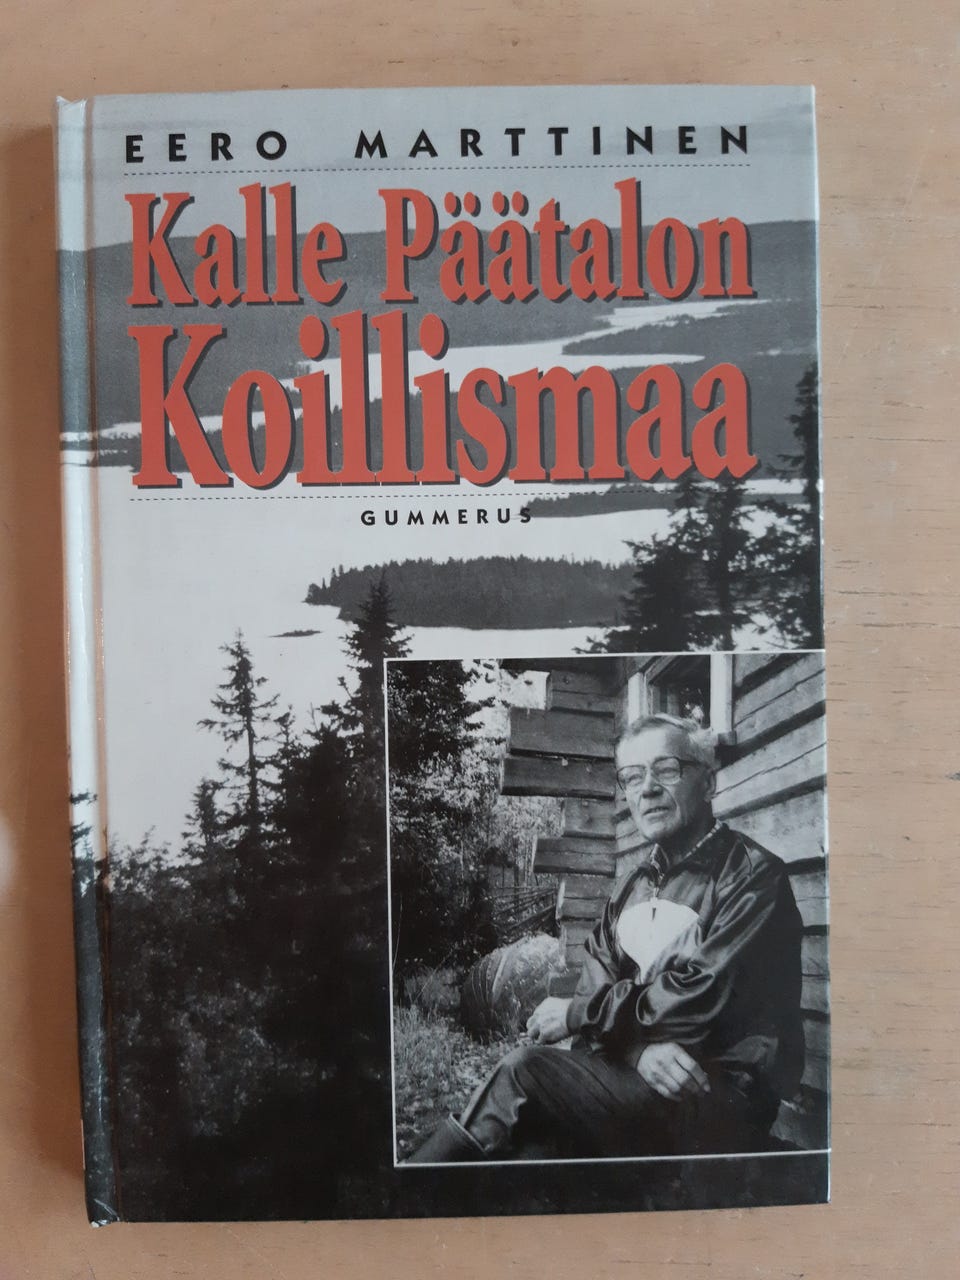 EERO MARTTINEN
Kalle Päätalon
Koillismaa
GUMMERUS